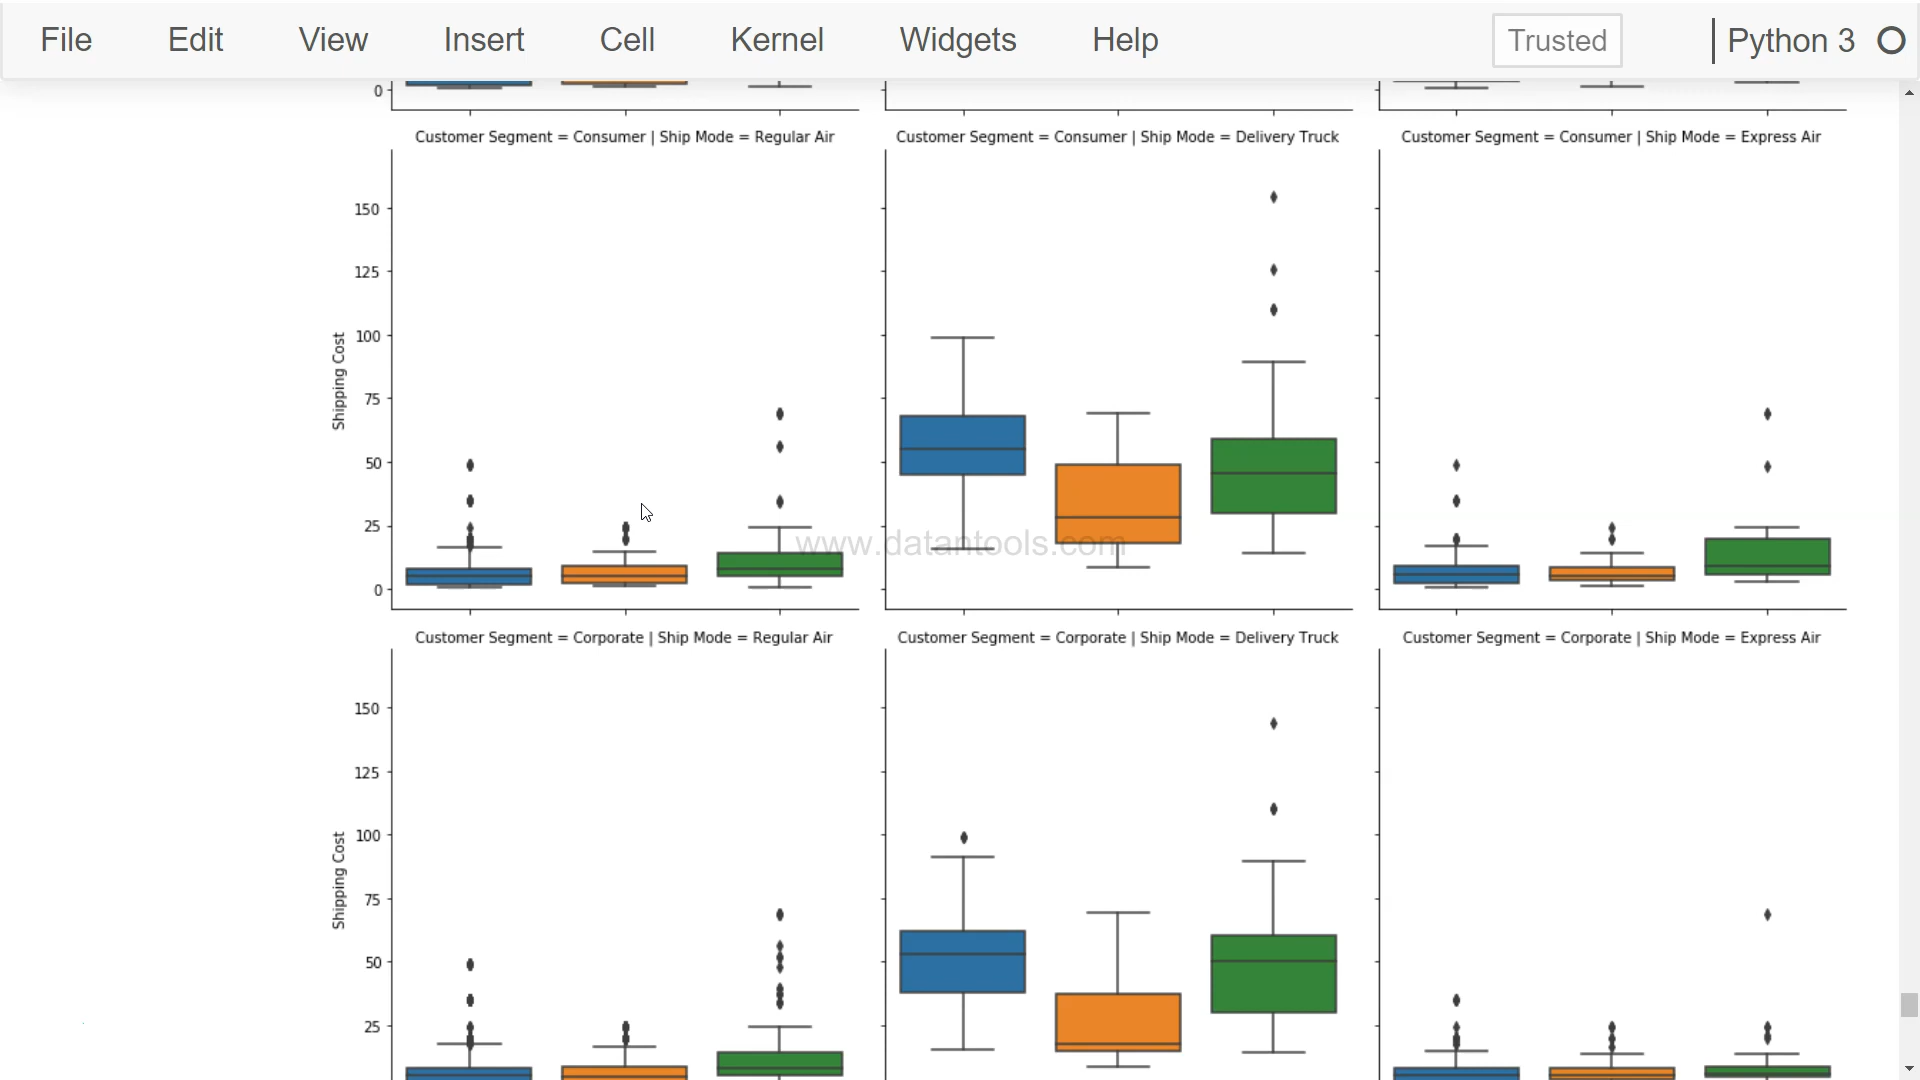 File Edit View Insert Cell Kernel Widgets Help Trusted Python 3
0
Customer Segment = Consumer | Ship Mode = Regular Air
Customer Segment = Consumer | Ship Mode = Delivery Truck
Customer Segment = Consumer | Ship Mode = Express Air
150
125
100
75
50
25
0
Shipping Cost
www.datantools.com
Customer Segment = Corporate | Ship Mode = Regular Air
Customer Segment = Corporate | Ship Mode = Delivery Truck
Customer Segment = Corporate | Ship Mode = Express Air
150
125
100
75
50
25
Shipping Cost